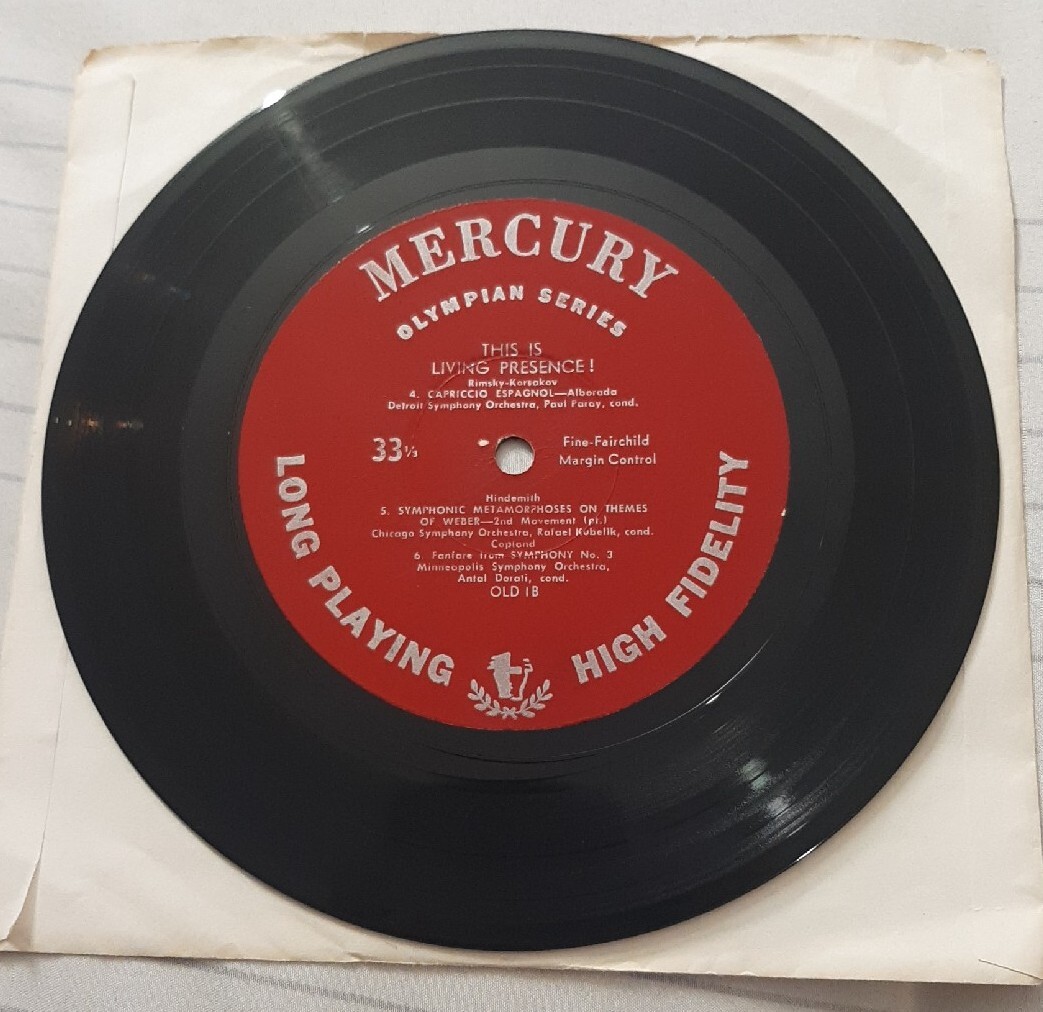 MERCURY
OLYMPIAN SERIES
THIS IS
LIVING PRESENCE!
Rimsky-Korsakov
4. CAPRICCIO ESPAGNOL—Alborada
Detroit Symphony Orchestra, Paul Paray, cond.
33⅓
Fine-Fairchild
Margin Control
Hindemith
5. SYMPHONIC METAMORPHOSES ON THEMES
OF WEBER—2nd Movement (pt.)
Chicago Symphony Orchestra, Rafael Kubelik, cond.
Copland
6. Fanfare from SYMPHONY No. 3
Minneapolis Symphony Orchestra,
Antal Dorati, cond.
OLD 1B
LONG PLAYING
HIGH FIDELITY